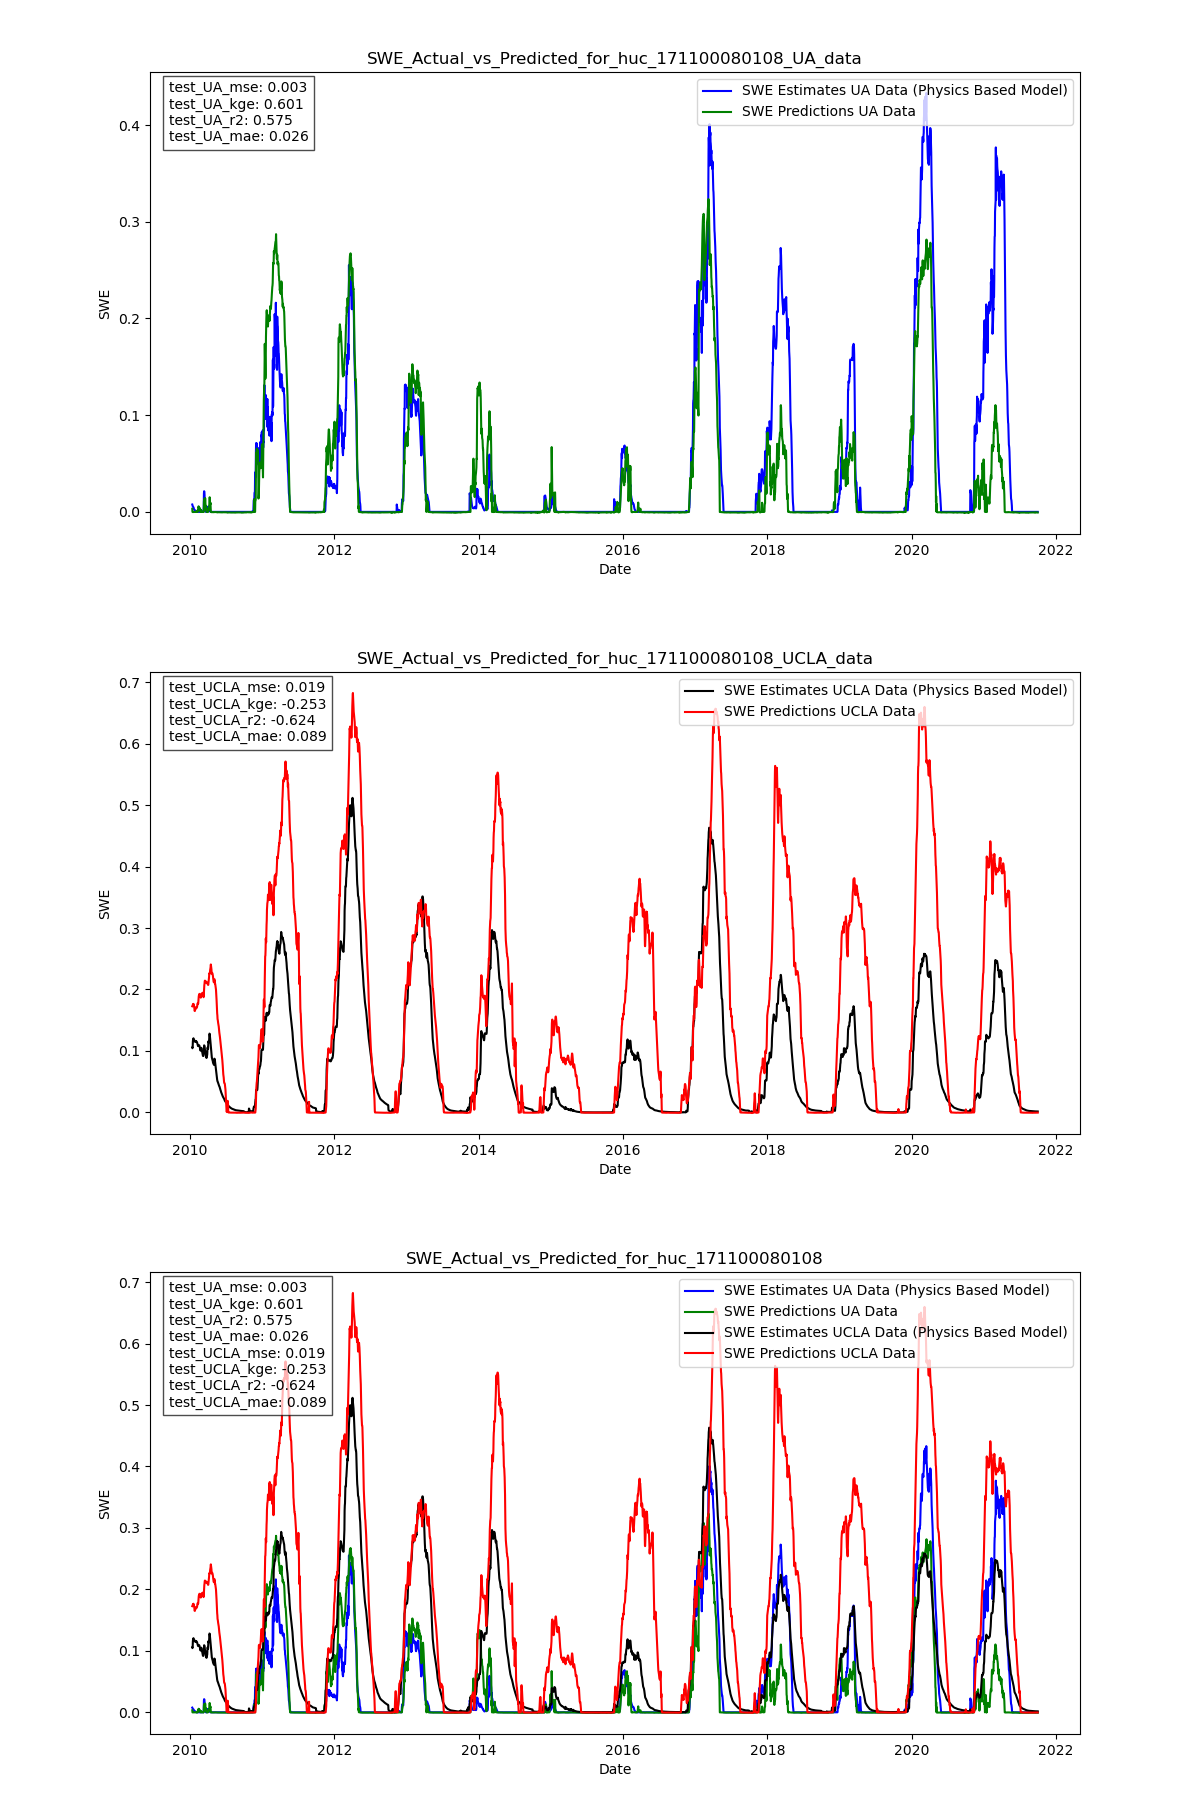 SWE_Actual_vs_Predicted_for_huc_171100080108_UA_data
test_UA_mse: 0.003
test_UA_kge: 0.601
test_UA_r2: 0.575
test_UA_mae: 0.026
SWE Estimates UA Data (Physics Based Model)
SWE Predictions UA Data
0.4
0.3
0.2
0.1
0.0
SWE
2010 2012 2014 2016 2018 2020 2022
Date
SWE_Actual_vs_Predicted_for_huc_171100080108_UCLA_data
test_UCLA_mse: 0.019
test_UCLA_kge: -0.253
test_UCLA_r2: -0.624
test_UCLA_mae: 0.089
SWE Estimates UCLA Data (Physics Based Model)
SWE Predictions UCLA Data
0.7
0.6
0.5
0.4
0.3
0.2
0.1
0.0
SWE
2010 2012 2014 2016 2018 2020 2022
Date
SWE_Actual_vs_Predicted_for_huc_171100080108
test_UA_mse: 0.003
test_UA_kge: 0.601
test_UA_r2: 0.575
test_UA_mae: 0.026
test_UCLA_mse: 0.019
test_UCLA_kge: -0.253
test_UCLA_r2: -0.624
test_UCLA_mae: 0.089
SWE Estimates UA Data (Physics Based Model)
SWE Predictions UA Data
SWE Estimates UCLA Data (Physics Based Model)
SWE Predictions UCLA Data
0.7
0.6
0.5
0.4
0.3
0.2
0.1
0.0
SWE
2010 2012 2014 2016 2018 2020 2022
Date